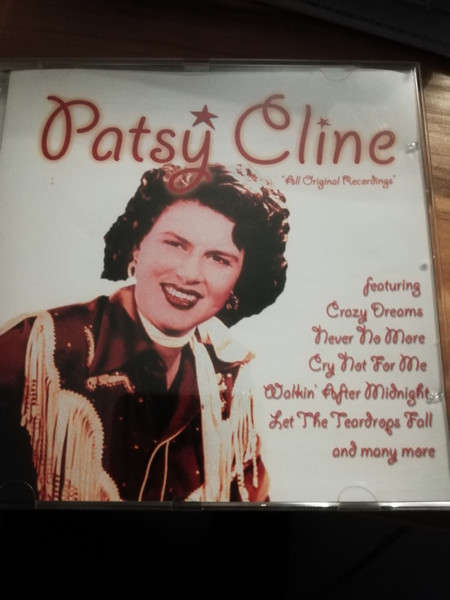 Patsy Cline
"All Original Recordings"
featuring
Crazy Dreams
Never No More
Cry Not For Me
Walkin' After Midnight
Let The Teardrops Fall
and many more